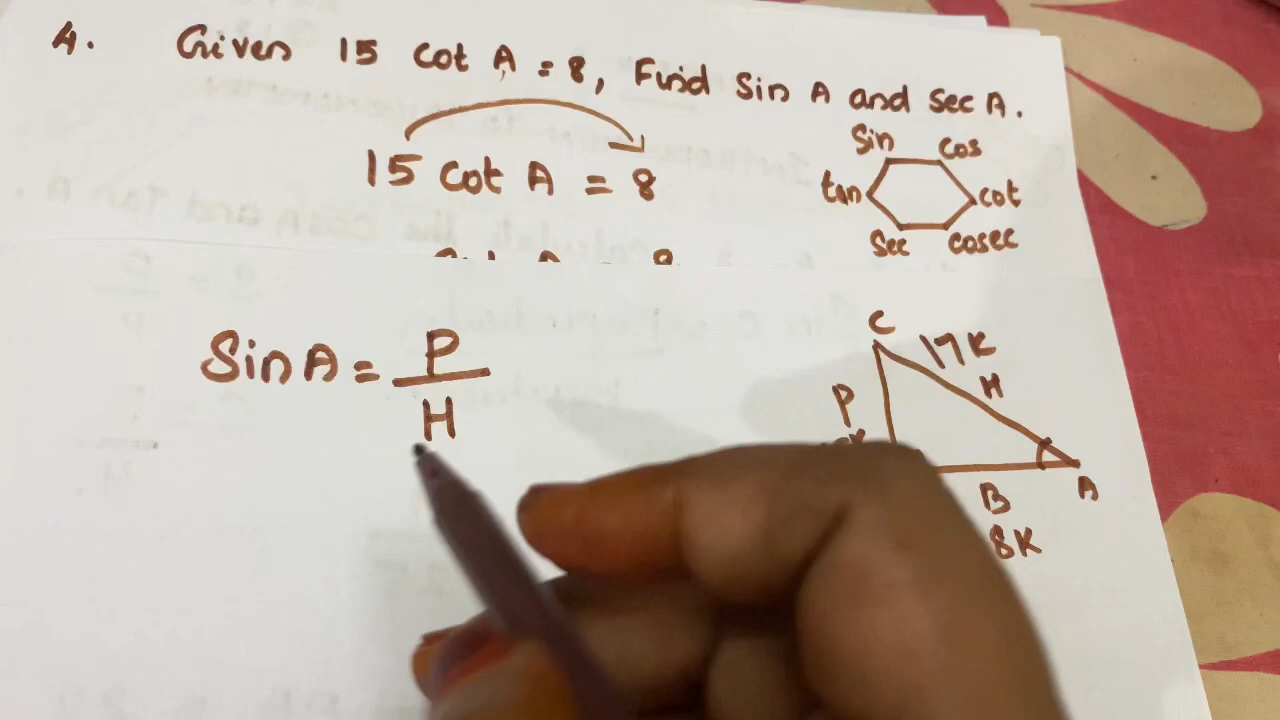 4. Given 15 cot A = 8, Find Sin A and Sec A.
15 cot A = 8
Sin cos
tan cot
Sec cosec
Sin A = P
H
C
17K
H
P
B A
8K